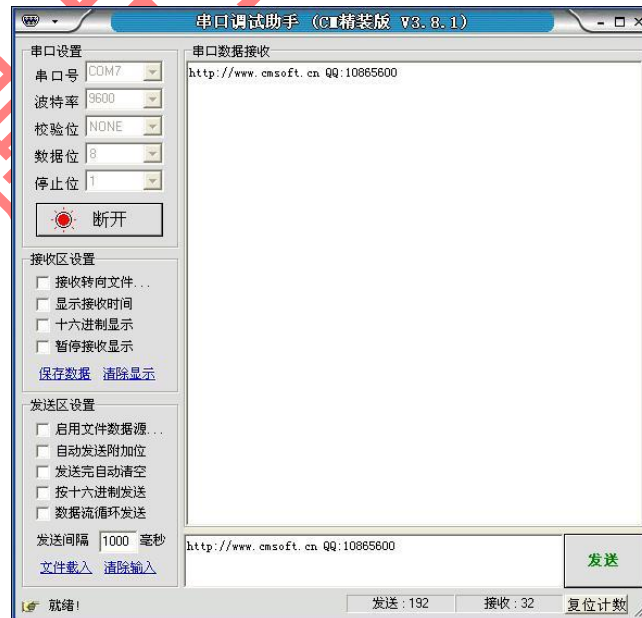 串口调试助手 (CM精装版 V3.8.1)
串口设置
串口号 COM7
波特率 9600
校验位 NONE
数据位 8
停止位 1
断开
接收区设置
接收转向文件...
显示接收时间
十六进制显示
暂停接收显示
保存数据 清除显示
发送区设置
启用文件数据源...
自动发送附加位
发送完自动清空
按十六进制发送
数据流循环发送
发送间隔 1000 毫秒
文件载入 清除输入
串口数据接收
http://www.cmsoft.cn QQ:10865600
http://www.cmsoft.cn QQ:10865600
发送
就绪!
发送:192
接收:32
复位计数